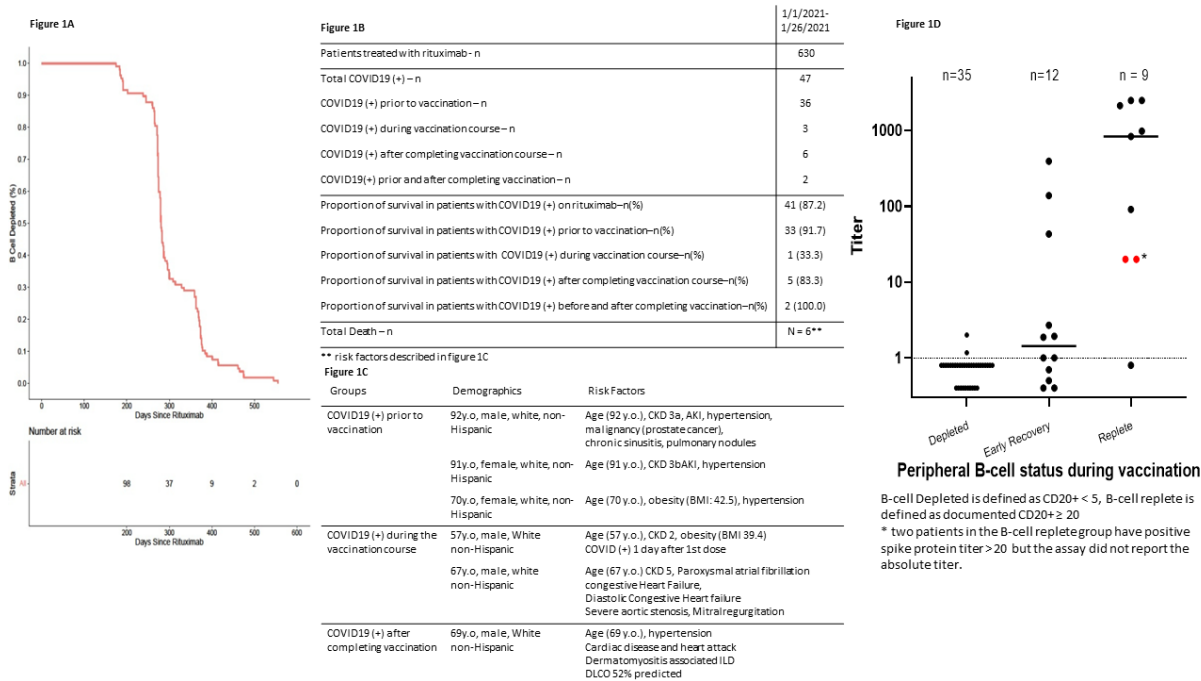 Figure 1A
B Cell Depleted (%)
1.0
0.9
0.8
0.7
0.6
0.5
0.4
0.3
0.2
0.1
0.0
0 100 200 300 400 500
Days Since Rituximab
Number at risk
Strata
All
98 37 9 2 0
200 300 400 500 600
Days Since Rituximab
Figure 1B
1/1/2021-
1/26/2021
Patients treated with rituximab - n 630
Total COVID19 (+) – n 47
COVID19 (+) prior to vaccination – n 36
COVID19 (+) during vaccination course – n 3
COVID19 (+) after completing vaccination course – n 6
COVID19(+) prior and after completing vaccination – n 2
Proportion of survival in patients with COVID19 (+) on rituximab–n(%) 41 (87.2)
Proportion of survival in patients with COVID19 (+) prior to vaccination–n(%) 33 (91.7)
Proportion of survival in patients with COVID19 (+) during vaccination course–n(%) 1 (33.3)
Proportion of survival in patients with COVID19 (+) after completing vaccination course–n(%) 5 (83.3)
Proportion of survival in patients with COVID19 (+) before and after completing vaccination–n(%) 2 (100.0)
Total Death – n N = 6**
** risk factors described in figure 1C
Figure 1C
Groups Demographics Risk Factors
COVID19 (+) prior to 92y.o, male, white, non- Age (92 y.o.), CKD 3a, AKI, hypertension,
vaccination Hispanic malignancy (prostate cancer),
chronic sinusitis, pulmonary nodules
91y.o, female, white, non- Age (91 y.o.), CKD 3bAKI, hypertension
Hispanic
70y.o, female, white, non- Age (70 y.o.), obesity (BMI: 42.5), hypertension
Hispanic
COVID19 (+) during the 57y.o, male, White Age (57 y.o.), CKD 2, obesity (BMI 39.4)
vaccination course non-Hispanic COVID (+) 1 day after 1st dose
67y.o, male, white Age (67 y.o.) CKD 5, Paroxysmal atrial fibrillation
non-Hispanic congestive Heart Failure,
Diastolic Congestive Heart failure
Severe aortic stenosis, Mitral regurgitation
COVID19 (+) after 69y.o, male, White Age (69 y.o.), hypertension
completing vaccination non-Hispanic Cardiac disease and heart attack
Dermatomyositis associated ILD
DLCO 52% predicted
Figure 1D
n=35 n=12 n = 9
Titer
1000
100
10
1
*
Depleted Early Recovery Replete
Peripheral B-cell status during vaccination
B-cell Depleted is defined as CD20+ < 5, B-cell replete is
defined as documented CD20+ ≥ 20
* two patients in the B-cell replete group have positive
spike protein titer >20 but the assay did not report the
absolute titer.